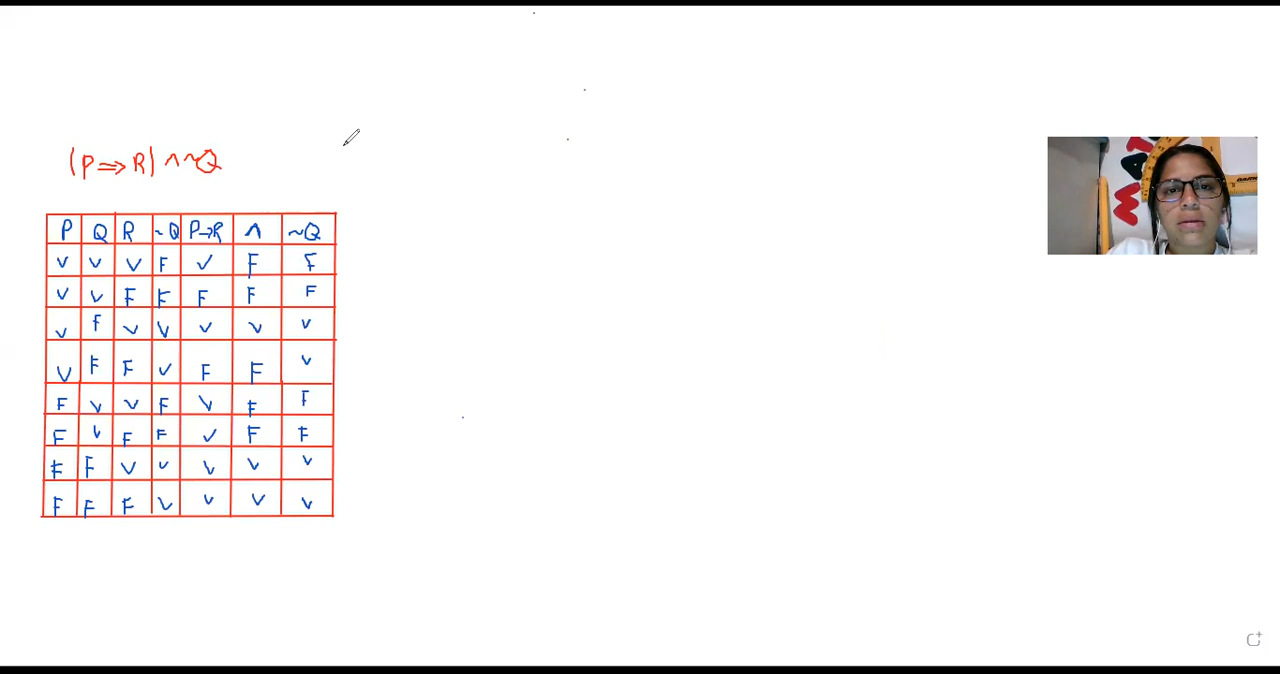 (P⇒R) ∧ ~Q
P Q R ~Q P→R ∧ ~Q
V V V F V F F
V V F F F F F
V F V V V V V
V F F V F F V
F V V F V F F
F V F F V F F
F F V V V V V
F F F V V V V